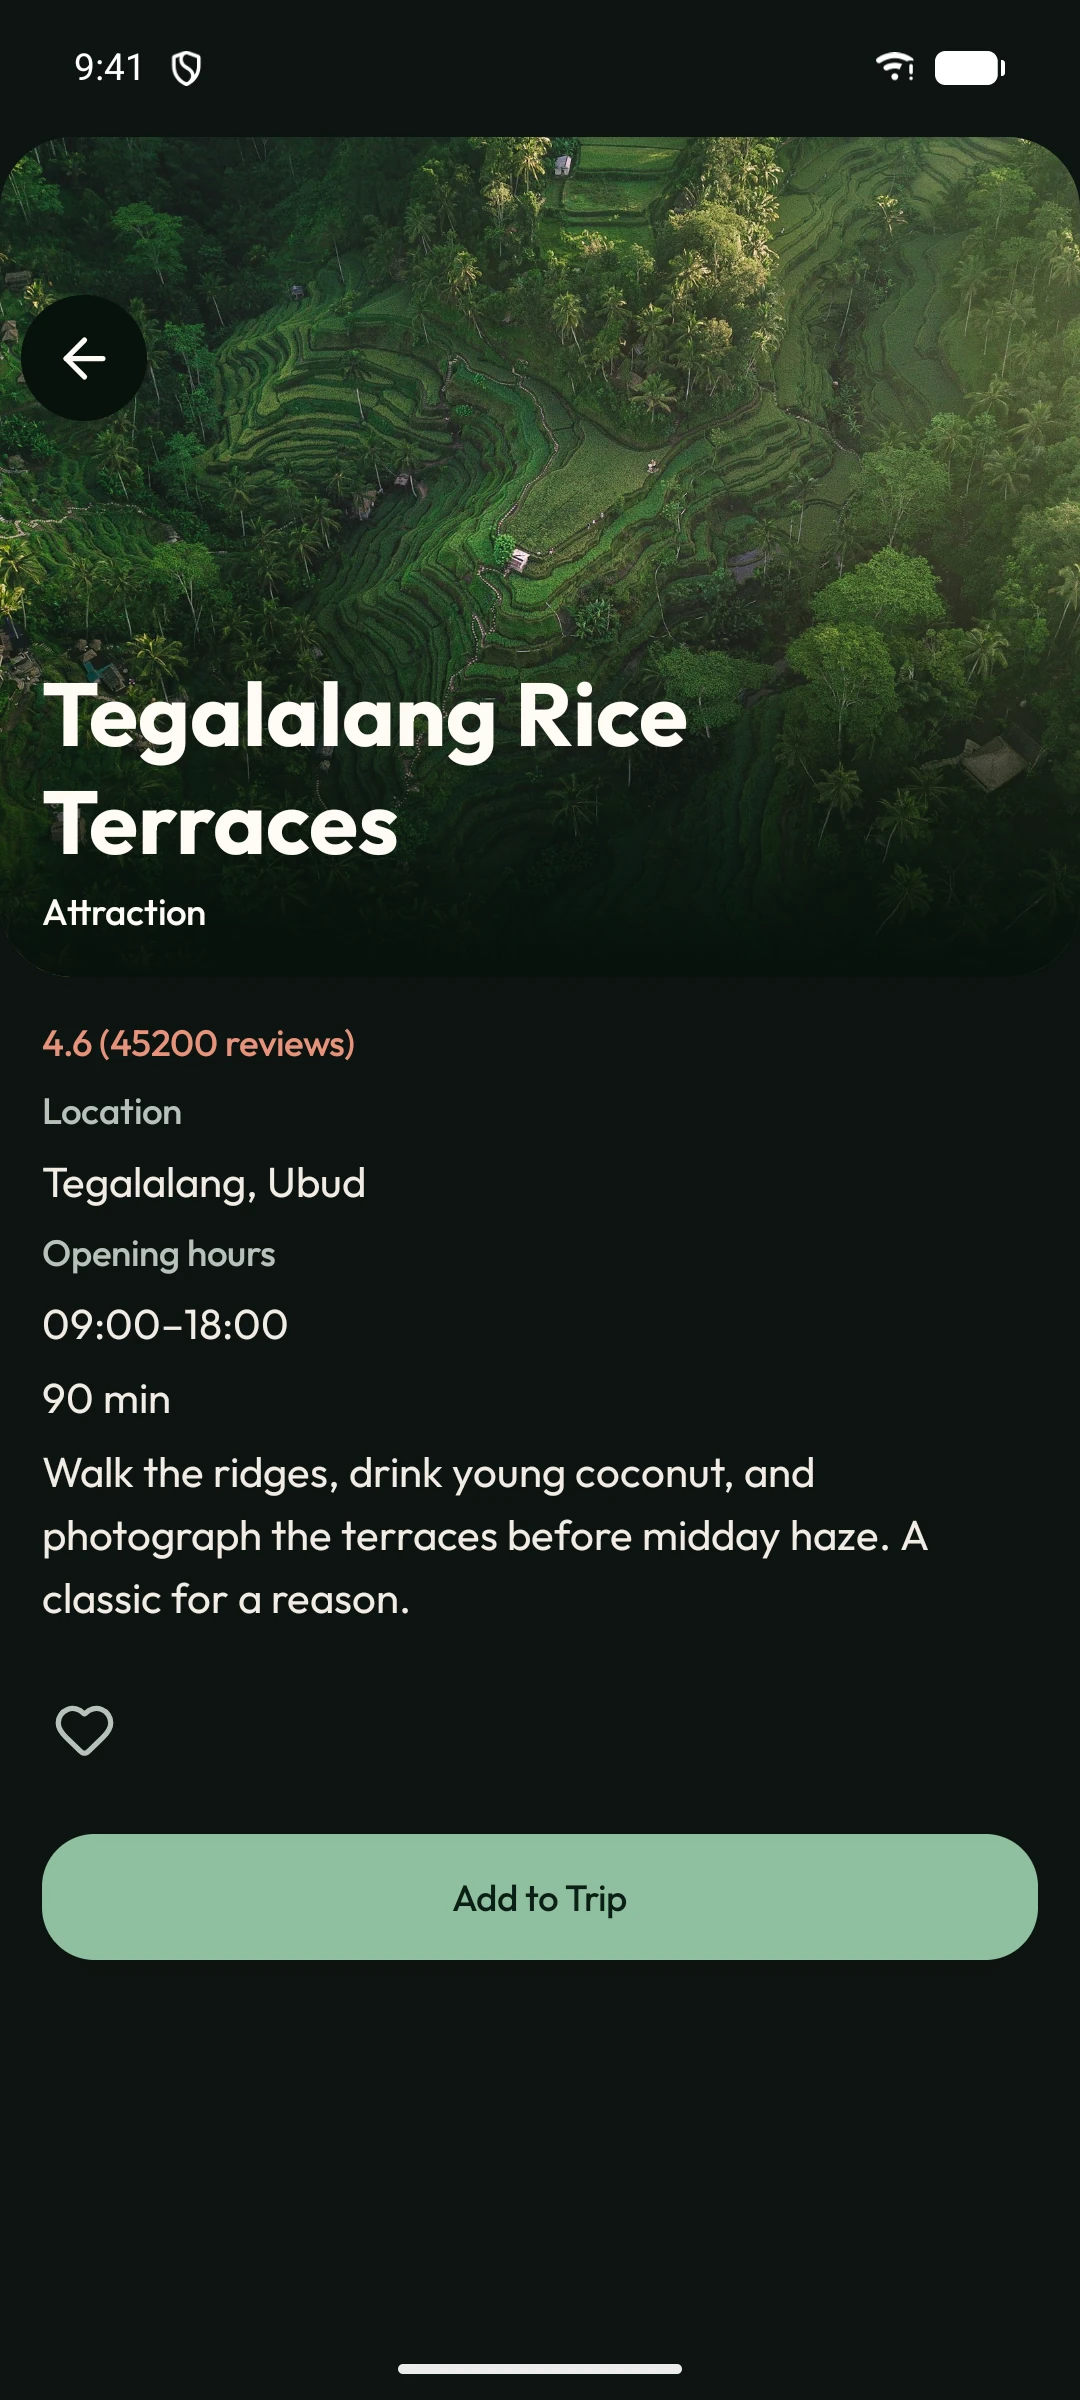 9:41
Tegalalang Rice
Terraces
Attraction
4.6 (45200 reviews)
Location
Tegalalang, Ubud
Opening hours
09:00–18:00
90 min
Walk the ridges, drink young coconut, and
photograph the terraces before midday haze. A
classic for a reason.
Add to Trip